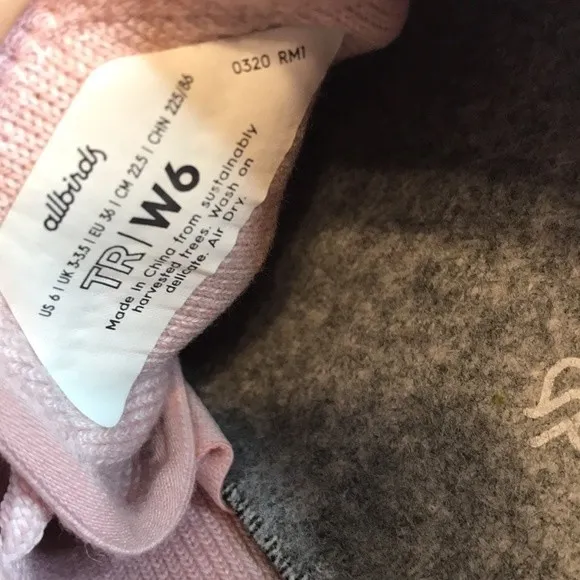 0320 RM1
allbirds
US 6 | UK 3-3.5 | EU 36 | CM 22.5 | CHN 225/86
TR | W6
Made in China from sustainably
harvested trees. Wash on
delicate. Air Dry.